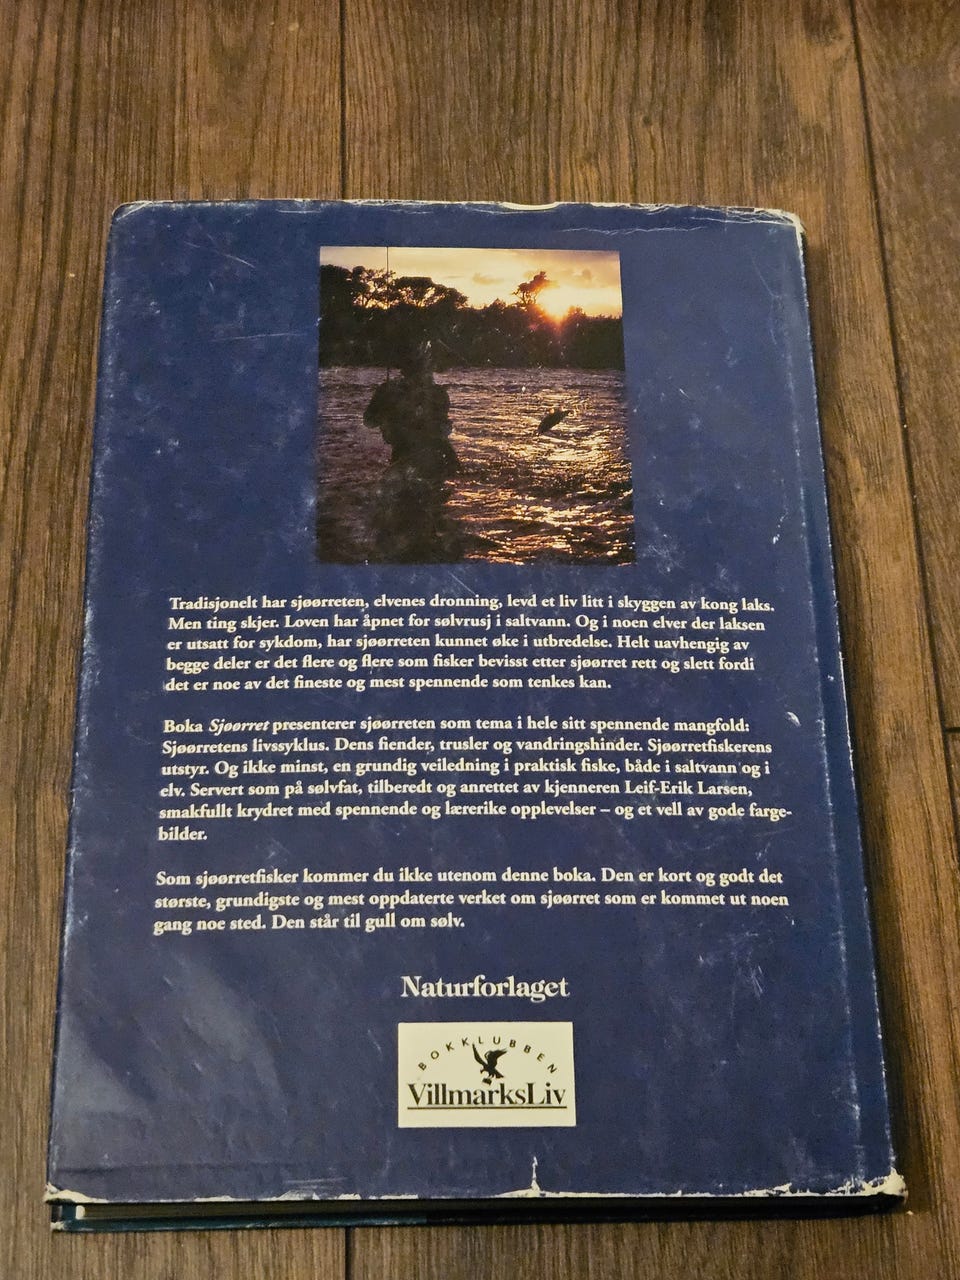 Tradisjonelt har sjøørreten, elvenes dronning, levd et liv litt i skyggen av kong laks.
Men ting skjer. Loven har åpnet for sølvrusj i saltvann. Og i noen elver der laksen
er utsatt for sykdom, har sjøørreten kunnet øke i utbredelse. Helt uavhengig av
begge deler er det flere og flere som fisker bevisst etter sjøørret rett og slett fordi
det er noe av det fineste og mest spennende som tenkes kan.
Boka Sjøørret presenterer sjøørreten som tema i hele sitt spennende mangfold:
Sjøørretens livssyklus. Dens fiender, trusler og vandringshinder. Sjøørretfiskerens
utstyr. Og ikke minst, en grundig veiledning i praktisk fiske, både i saltvann og i
elv. Servert som på sølvfat, tilberedt og anrettet av kjenneren Leif-Erik Larsen,
smakfullt krydret med spennende og lærerike opplevelser – og et vell av gode farge-
bilder.
Som sjøørretfisker kommer du ikke utenom denne boka. Den er kort og godt det
største, grundigste og mest oppdaterte verket om sjøørret som er kommet ut noen
gang noe sted. Den står til gull om sølv.
Naturforlaget
BOKKLUBBEN
VillmarksLiv